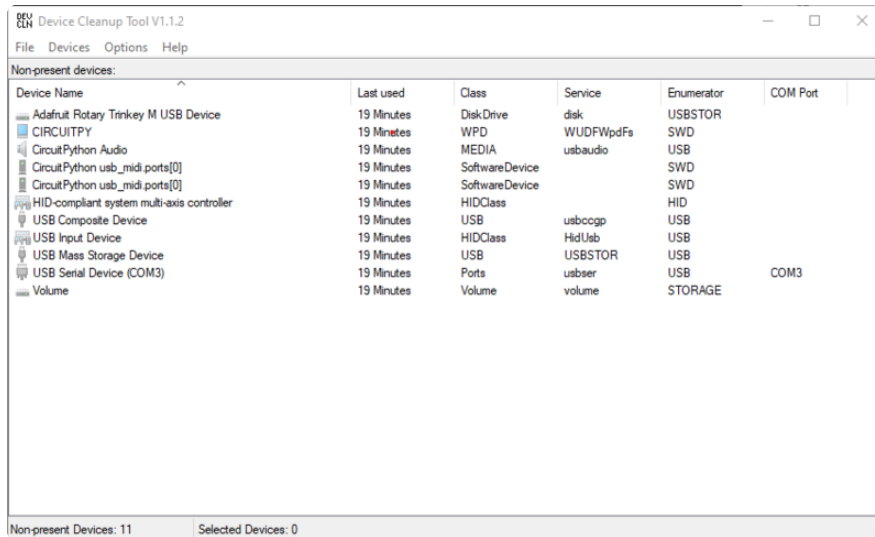 DEV CLN Device Cleanup Tool V1.1.2
File Devices Options Help
Non-present devices:
Device Name Last used Class Service Enumerator COM Port
Adafruit Rotary Trinkey M USB Device 19 Minutes DiskDrive disk USBSTOR
CIRCUITPY 19 Minutes WPD WUDFWpdFs SWD
CircuitPython Audio 19 Minutes MEDIA usbaudio USB
CircuitPython usb_midi.ports[0] 19 Minutes SoftwareDevice SWD
CircuitPython usb_midi.ports[0] 19 Minutes SoftwareDevice SWD
HID-compliant system multi-axis controller 19 Minutes HIDClass HID
USB Composite Device 19 Minutes USB usbccgp USB
USB Input Device 19 Minutes HIDClass HidUsb USB
USB Mass Storage Device 19 Minutes USB USBSTOR USB
USB Serial Device (COM3) 19 Minutes Ports usbser USB COM3
Volume 19 Minutes Volume volume STORAGE
Non-present Devices: 11 Selected Devices: 0